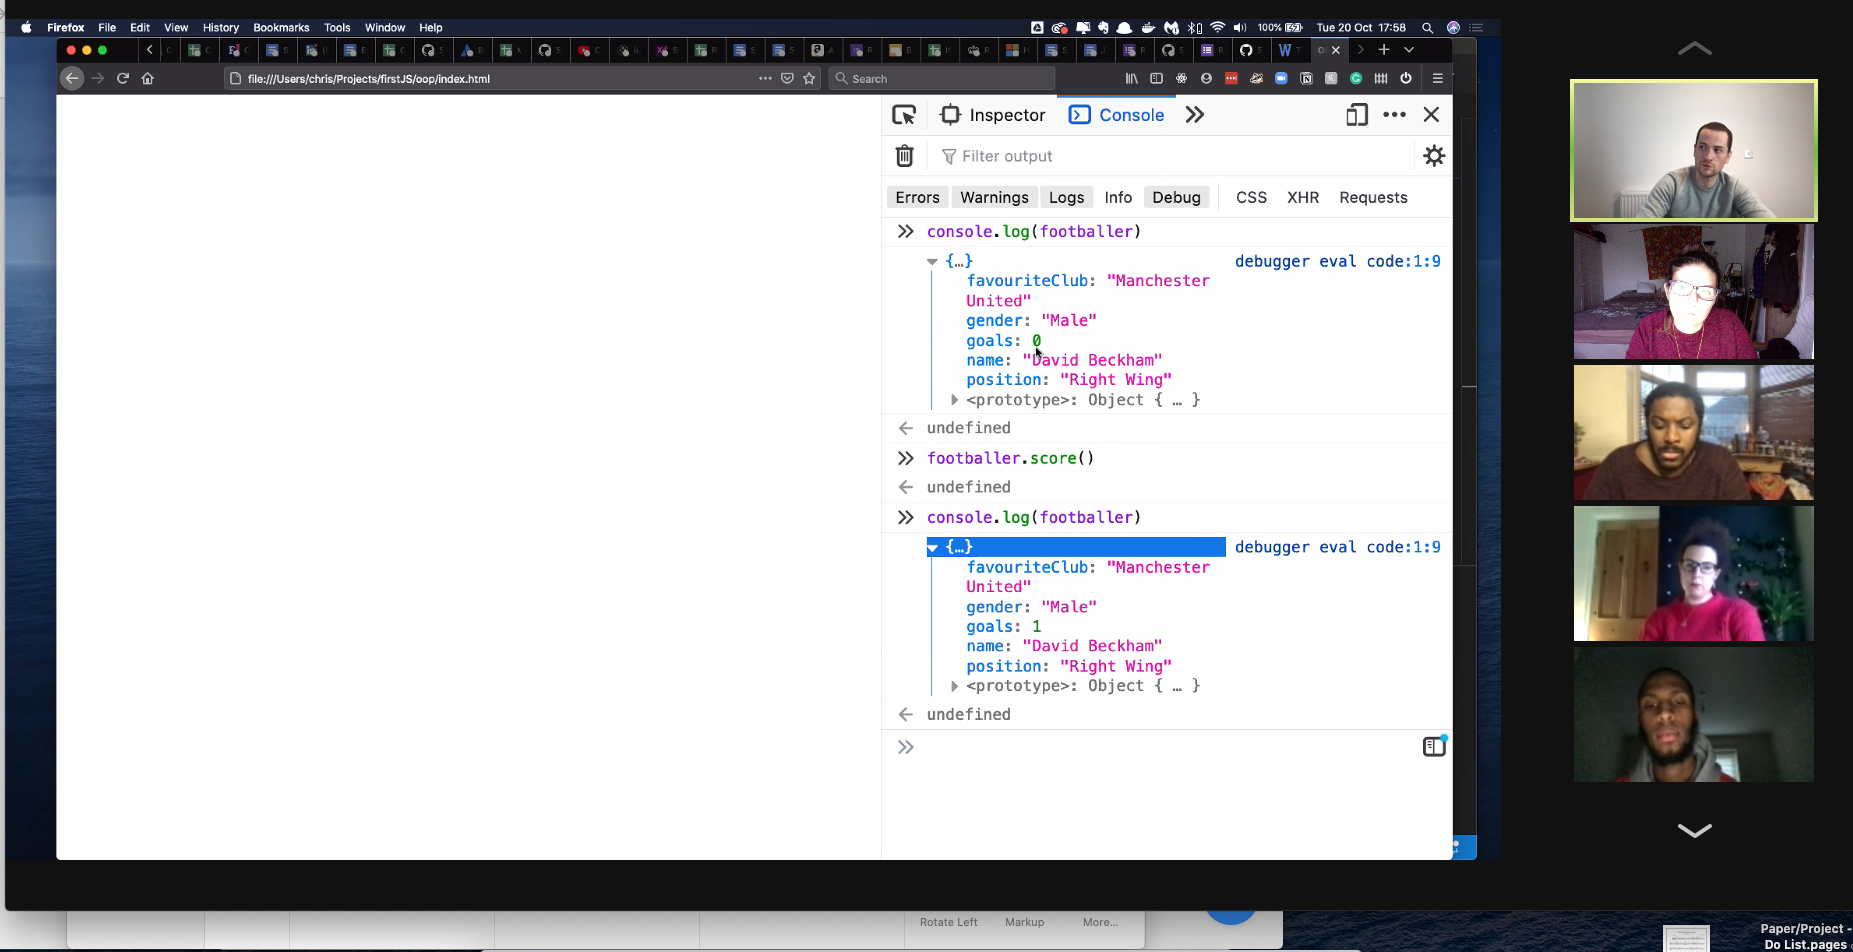 Firefox File Edit View History Bookmarks Tools Window Help
100% Tue 20 Oct 17:58
file:///Users/chris/Projects/firstJS/oop/index.html
Search
Inspector Console
Filter output
Errors Warnings Logs Info Debug CSS XHR Requests
console.log(footballer)
{…} debugger eval code:1:9
favouriteClub: "Manchester
United"
gender: "Male"
goals: 0
name: "David Beckham"
position: "Right Wing"
<prototype>: Object { … }
undefined
footballer.score()
undefined
console.log(footballer)
{…} debugger eval code:1:9
favouriteClub: "Manchester
United"
gender: "Male"
goals: 1
name: "David Beckham"
position: "Right Wing"
<prototype>: Object { … }
undefined
Rotate Left Markup More...
Paper/Project -
Do List.pages